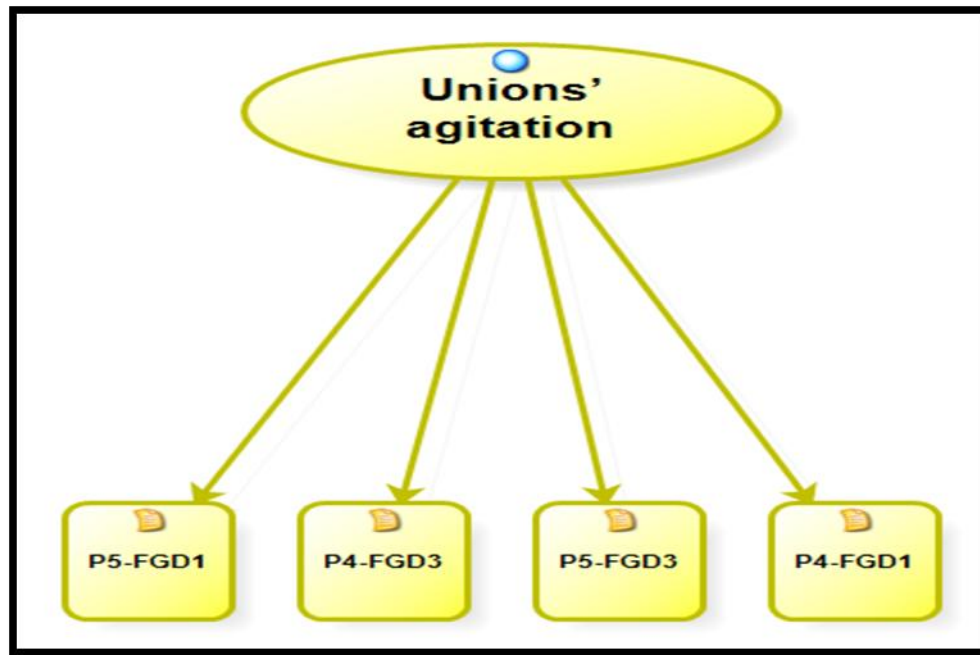 Unions’
agitation
P5-FGD1
P4-FGD3
P5-FGD3
P4-FGD1